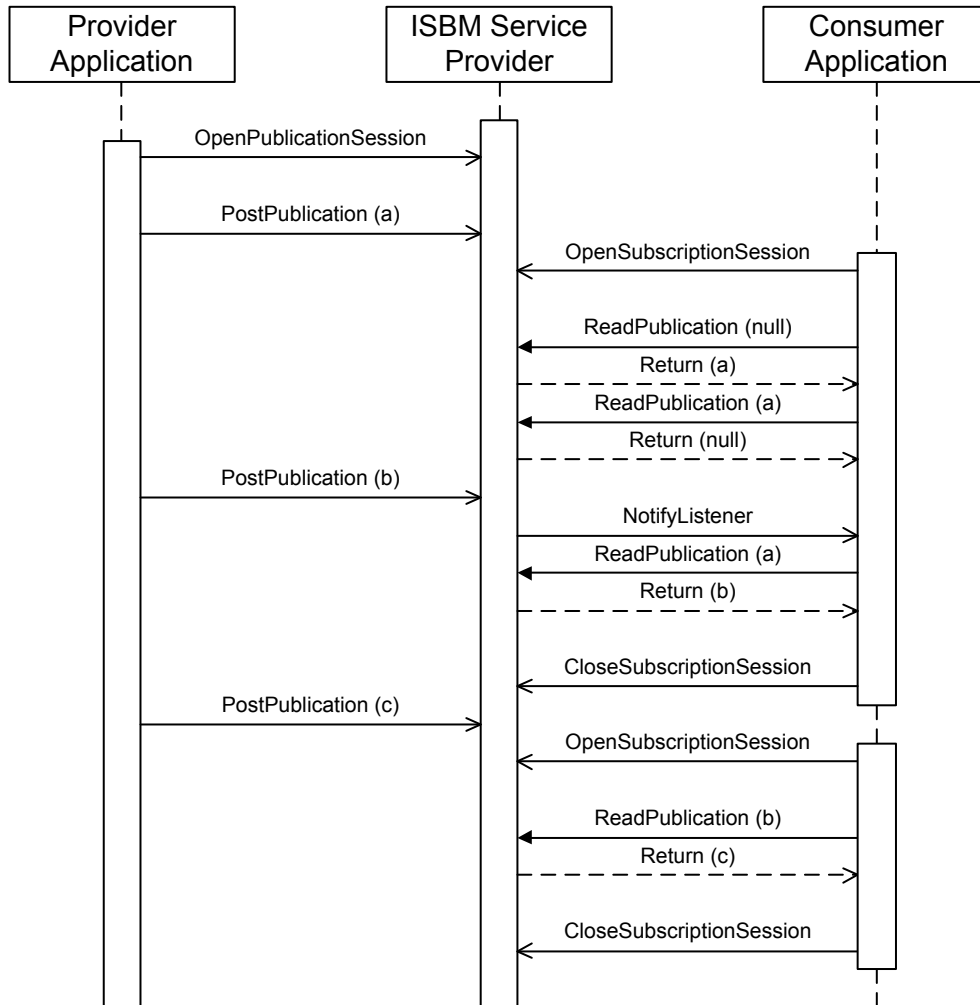 Provider
Application
ISBM Service
Provider
Consumer
Application
OpenPublicationSession
PostPublication (a)
OpenSubscriptionSession
ReadPublication (null)
Return (a)
ReadPublication (a)
Return (null)
PostPublication (b)
NotifyListener
ReadPublication (a)
Return (b)
CloseSubscriptionSession
PostPublication (c)
OpenSubscriptionSession
ReadPublication (b)
Return (c)
CloseSubscriptionSession